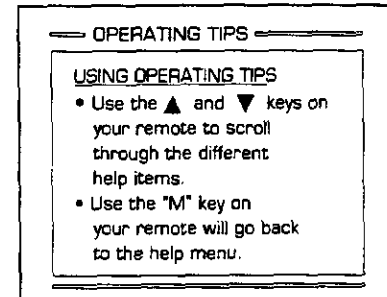 OPERATING TIPS
USING OPERATING TIPS
• Use the ▲ and ▼ keys on
your remote to scroll
through the different
help items.
• Use the "M" key on
your remote will go back
to the help menu.